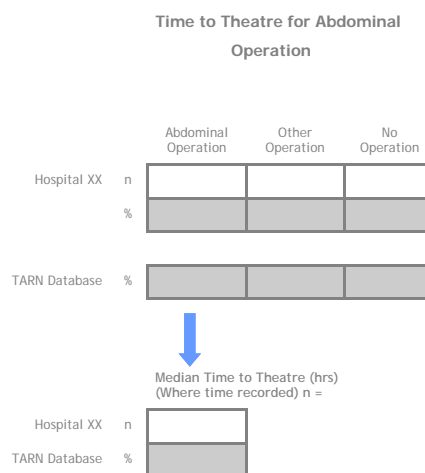 Time to Theatre for Abdominal
Operation
Abdominal Other No
Operation Operation Operation
Hospital XX n
%
TARN Database %
Median Time to Theatre (hrs)
(Where time recorded) n =
Hospital XX n
TARN Database %